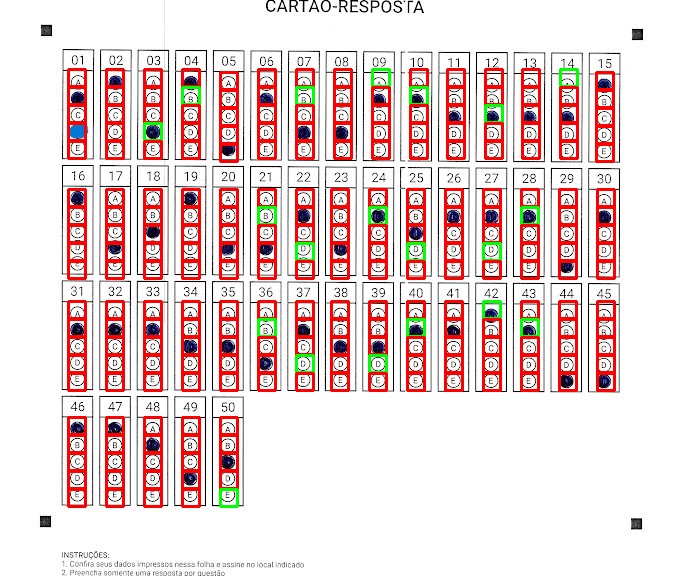 CARTAO-RESPOSTA
01 02 03 04 05 06 07 08 09 10 11 12 13 14 15
A A A A A A A A A A A A
B B B B B B B B B B B
C C C C C C C C C C C
D D D D D D D D D D D
E E E E E E E E E E E E E E
16 17 18 19 20 21 22 23 24 25 26 27 28 29 30
A A A A A A A A A A A A A
B B B B B B B B B
C C C C C C C C C C C C C
D D D D D D D D D D D
E E E E E E E E E E E E E E
31 32 33 34 35 36 37 38 39 40 41 42 43 44 45
A A A A A A A A A A A A A A
B B B B B B B B
C C C C C C C C C C C
D D D D D D D D D D D D D D
E E E E E E E E E E E E E
46 47 48 49 50
A A A
B B B B
C C C C
D D D D
E E E E E
INSTRUÇÕES:
1. Confira seus dados impressos nessa folha e assine no local indicado
2. Preencha somente uma resposta por questão